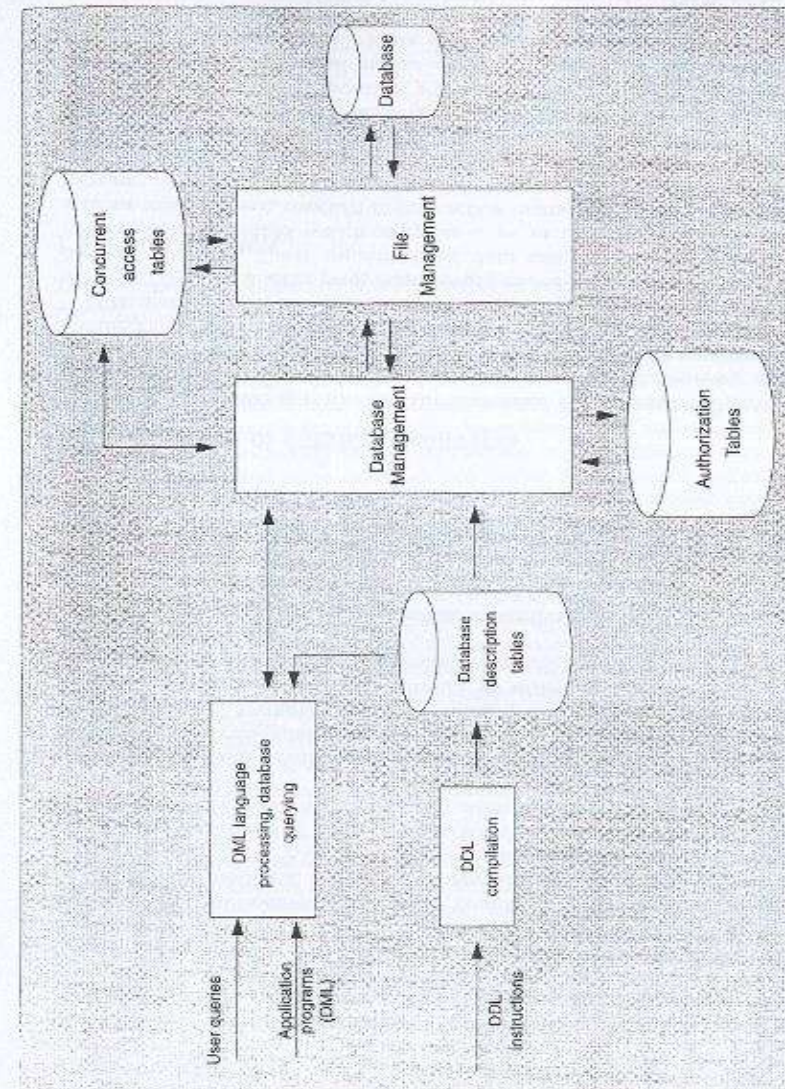 User queries
Application
programs
(DML)
DDL
instructions
DML language
processing, database
querying
DDL
compilation
Database
description
tables
Database
Management
Authorization
Tables
Concurrent
access
tables
File
Management
Database